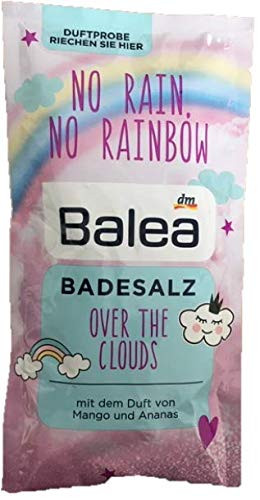 DUFTPROBE
RIECHEN SIE HIER
NO RAIN,
NO RAINBOW
dm
Balea
BADESALZ
OVER THE
CLOUDS
mit dem Duft von
Mango und Ananas